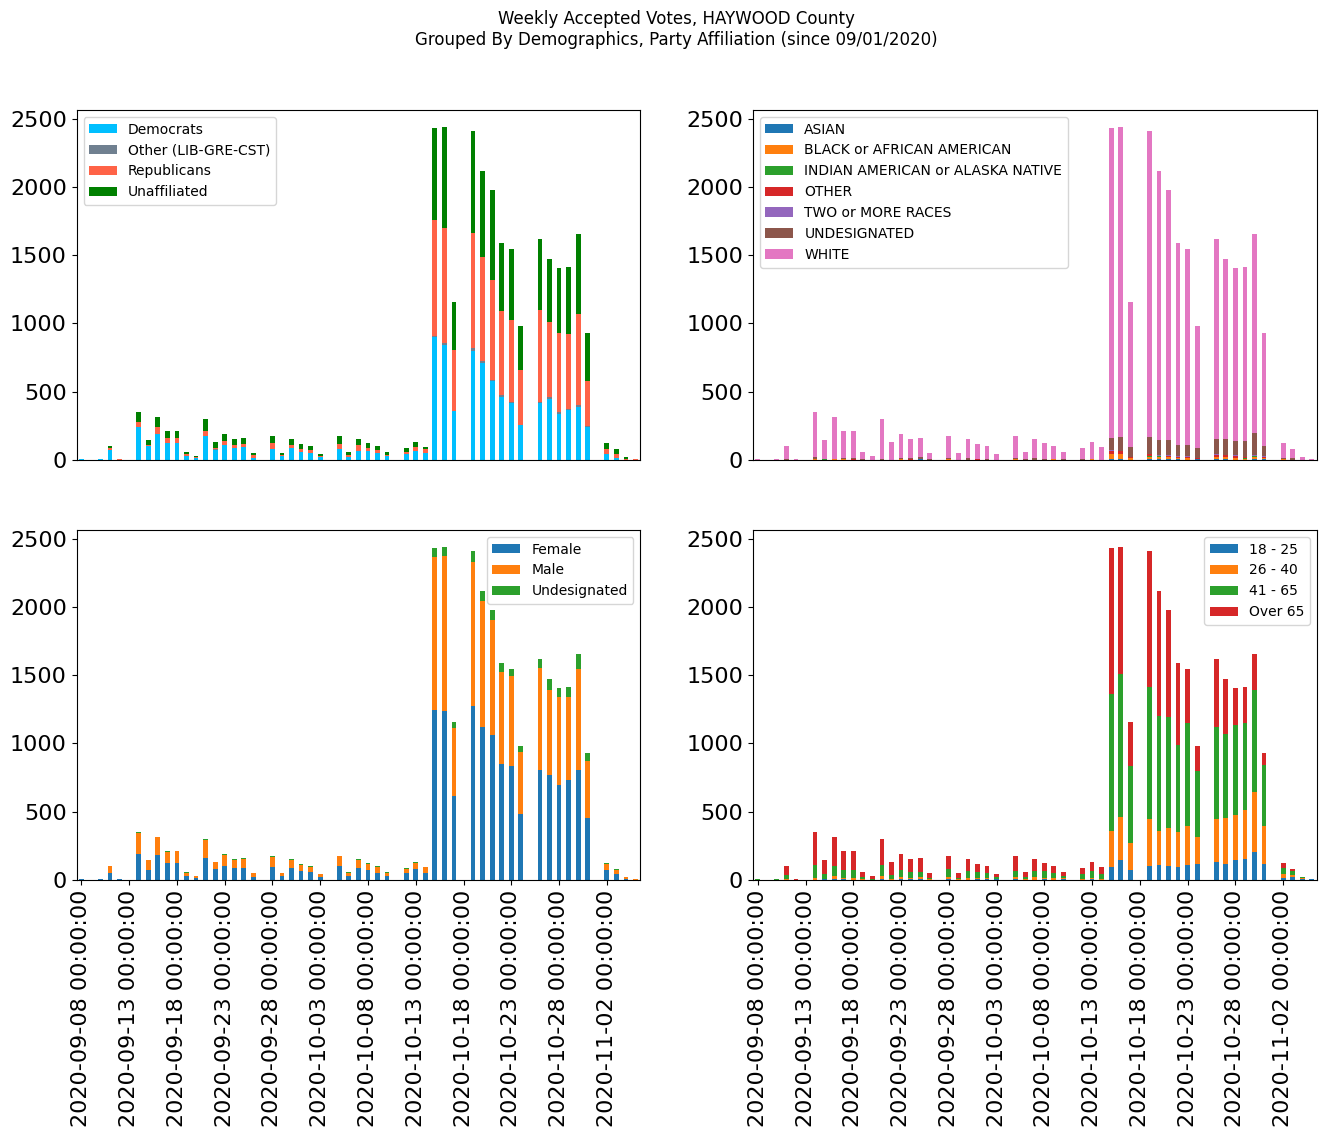 Weekly Accepted Votes, HAYWOOD County
Grouped By Demographics, Party Affiliation (since 09/01/2020)
2500
2000
1500
1000
500
0
Democrats
Other (LIB-GRE-CST)
Republicans
Unaffiliated
2500
2000
1500
1000
500
0
ASIAN
BLACK or AFRICAN AMERICAN
INDIAN AMERICAN or ALASKA NATIVE
OTHER
TWO or MORE RACES
UNDESIGNATED
WHITE
2500
2000
1500
1000
500
0
Female
Male
Undesignated
2020-09-08 00:00:00
2020-09-13 00:00:00
2020-09-18 00:00:00
2020-09-23 00:00:00
2020-09-28 00:00:00
2020-10-03 00:00:00
2020-10-08 00:00:00
2020-10-13 00:00:00
2020-10-18 00:00:00
2020-10-23 00:00:00
2020-10-28 00:00:00
2020-11-02 00:00:00
2500
2000
1500
1000
500
0
18 - 25
26 - 40
41 - 65
Over 65
2020-09-08 00:00:00
2020-09-13 00:00:00
2020-09-18 00:00:00
2020-09-23 00:00:00
2020-09-28 00:00:00
2020-10-03 00:00:00
2020-10-08 00:00:00
2020-10-13 00:00:00
2020-10-18 00:00:00
2020-10-23 00:00:00
2020-10-28 00:00:00
2020-11-02 00:00:00